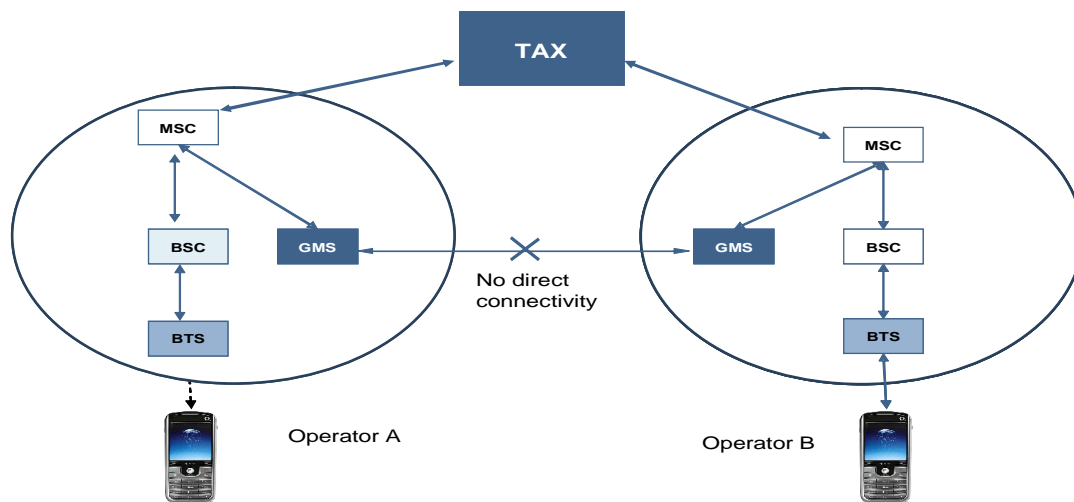 TAX
MSC
MSC
BSC
GMS
GMS
BSC
No direct
connectivity
BTS
BTS
Operator A
Operator B